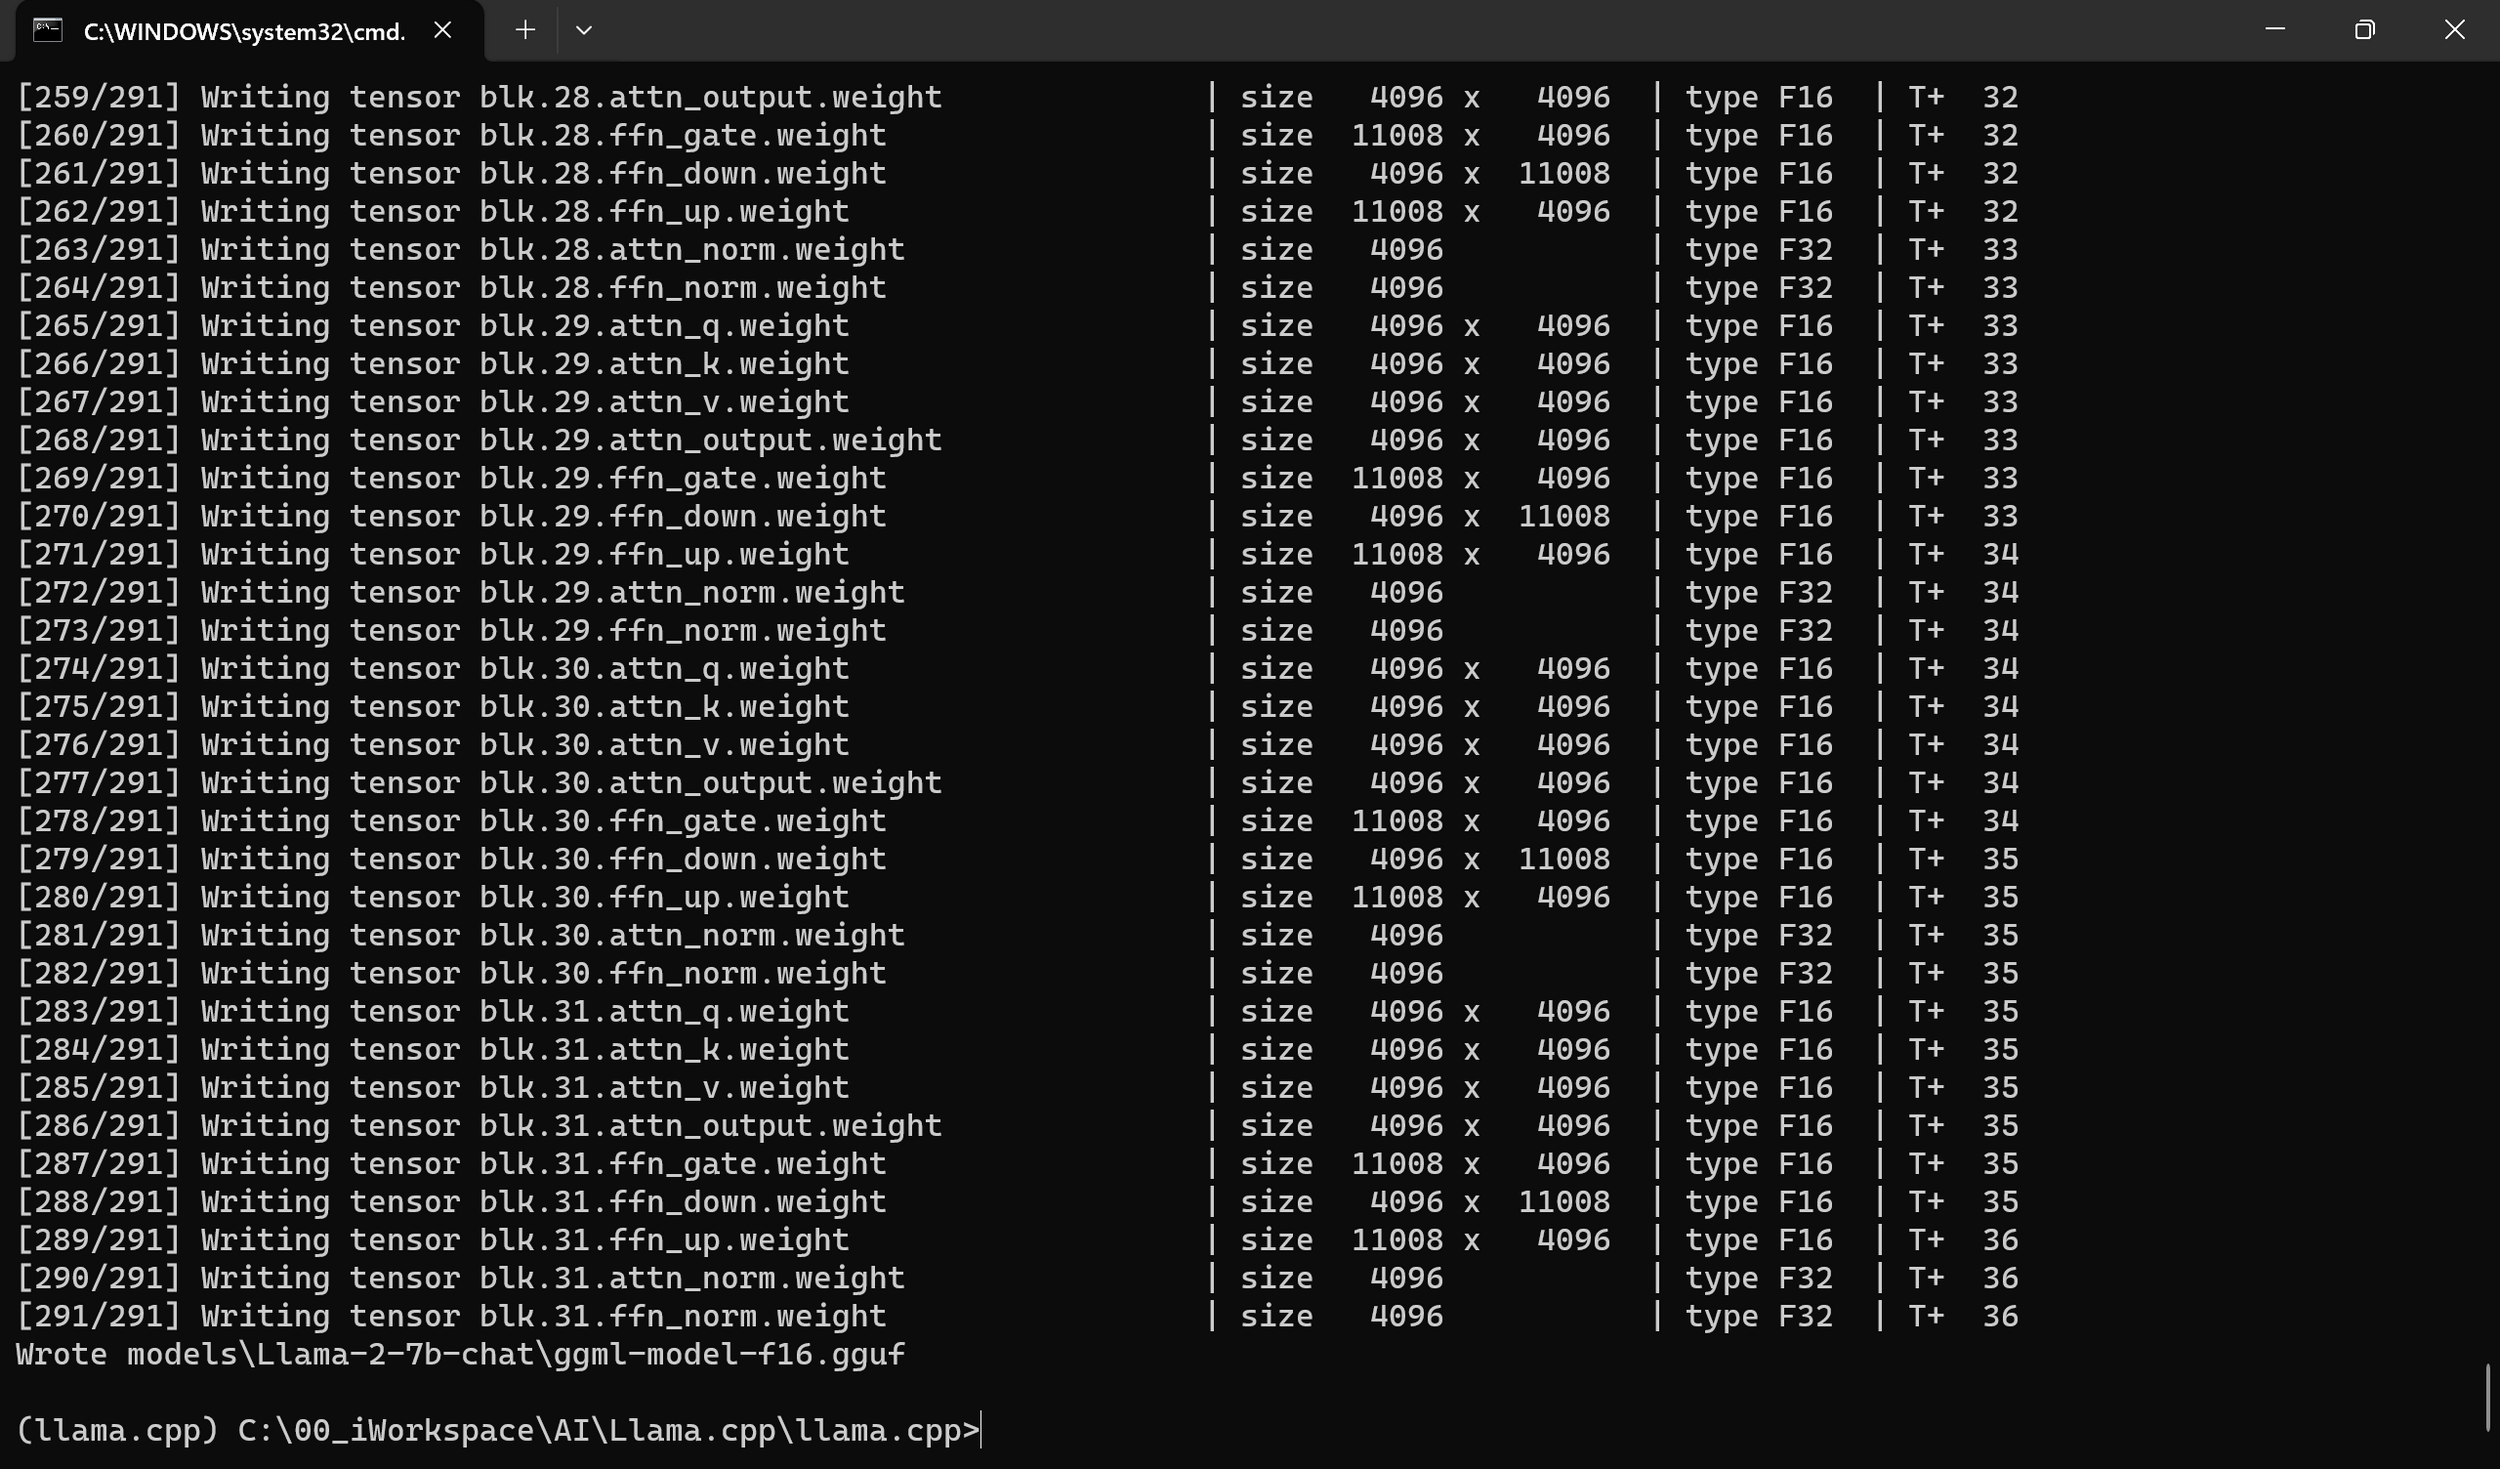 C:\WINDOWS\system32\cmd.
[259/291] Writing tensor blk.28.attn_output.weight | size 4096 x 4096 | type F16 | T+ 32
[260/291] Writing tensor blk.28.ffn_gate.weight | size 11008 x 4096 | type F16 | T+ 32
[261/291] Writing tensor blk.28.ffn_down.weight | size 4096 x 11008 | type F16 | T+ 32
[262/291] Writing tensor blk.28.ffn_up.weight | size 11008 x 4096 | type F16 | T+ 32
[263/291] Writing tensor blk.28.attn_norm.weight | size 4096 | type F32 | T+ 33
[264/291] Writing tensor blk.28.ffn_norm.weight | size 4096 | type F32 | T+ 33
[265/291] Writing tensor blk.29.attn_q.weight | size 4096 x 4096 | type F16 | T+ 33
[266/291] Writing tensor blk.29.attn_k.weight | size 4096 x 4096 | type F16 | T+ 33
[267/291] Writing tensor blk.29.attn_v.weight | size 4096 x 4096 | type F16 | T+ 33
[268/291] Writing tensor blk.29.attn_output.weight | size 4096 x 4096 | type F16 | T+ 33
[269/291] Writing tensor blk.29.ffn_gate.weight | size 11008 x 4096 | type F16 | T+ 33
[270/291] Writing tensor blk.29.ffn_down.weight | size 4096 x 11008 | type F16 | T+ 33
[271/291] Writing tensor blk.29.ffn_up.weight | size 11008 x 4096 | type F16 | T+ 34
[272/291] Writing tensor blk.29.attn_norm.weight | size 4096 | type F32 | T+ 34
[273/291] Writing tensor blk.29.ffn_norm.weight | size 4096 | type F32 | T+ 34
[274/291] Writing tensor blk.30.attn_q.weight | size 4096 x 4096 | type F16 | T+ 34
[275/291] Writing tensor blk.30.attn_k.weight | size 4096 x 4096 | type F16 | T+ 34
[276/291] Writing tensor blk.30.attn_v.weight | size 4096 x 4096 | type F16 | T+ 34
[277/291] Writing tensor blk.30.attn_output.weight | size 4096 x 4096 | type F16 | T+ 34
[278/291] Writing tensor blk.30.ffn_gate.weight | size 11008 x 4096 | type F16 | T+ 34
[279/291] Writing tensor blk.30.ffn_down.weight | size 4096 x 11008 | type F16 | T+ 35
[280/291] Writing tensor blk.30.ffn_up.weight | size 11008 x 4096 | type F16 | T+ 35
[281/291] Writing tensor blk.30.attn_norm.weight | size 4096 | type F32 | T+ 35
[282/291] Writing tensor blk.30.ffn_norm.weight | size 4096 | type F32 | T+ 35
[283/291] Writing tensor blk.31.attn_q.weight | size 4096 x 4096 | type F16 | T+ 35
[284/291] Writing tensor blk.31.attn_k.weight | size 4096 x 4096 | type F16 | T+ 35
[285/291] Writing tensor blk.31.attn_v.weight | size 4096 x 4096 | type F16 | T+ 35
[286/291] Writing tensor blk.31.attn_output.weight | size 4096 x 4096 | type F16 | T+ 35
[287/291] Writing tensor blk.31.ffn_gate.weight | size 11008 x 4096 | type F16 | T+ 35
[288/291] Writing tensor blk.31.ffn_down.weight | size 4096 x 11008 | type F16 | T+ 35
[289/291] Writing tensor blk.31.ffn_up.weight | size 11008 x 4096 | type F16 | T+ 36
[290/291] Writing tensor blk.31.attn_norm.weight | size 4096 | type F32 | T+ 36
[291/291] Writing tensor blk.31.ffn_norm.weight | size 4096 | type F32 | T+ 36
Wrote models\Llama-2-7b-chat\ggml-model-f16.gguf
(llama.cpp) C:\00_iWorkspace\AI\Llama.cpp\llama.cpp>